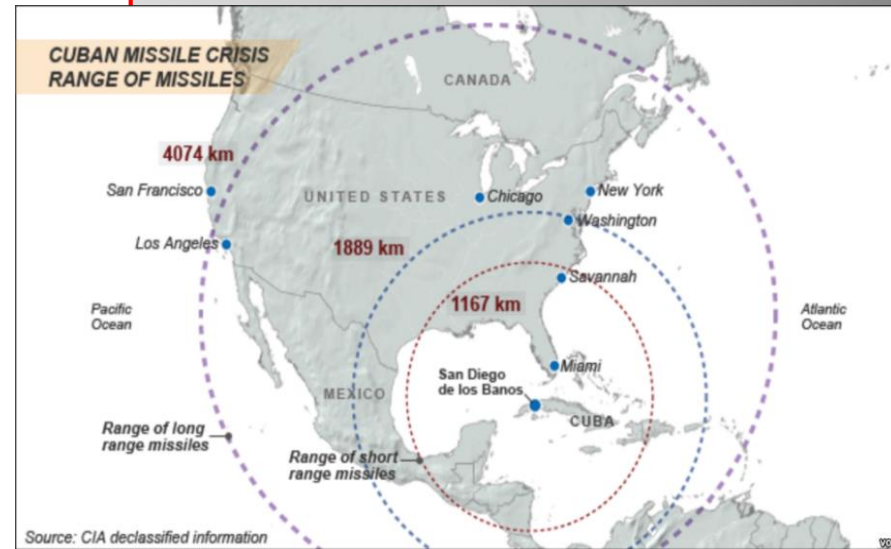 CUBAN MISSILE CRISIS
RANGE OF MISSILES
CANADA
4074 km
San Francisco
UNITED STATES
Chicago
New York
Washington
Los Angeles
1889 km
Savannah
1167 km
Pacific
Ocean
Atlantic
Ocean
San Diego
de los Banos
Miami
MEXICO
CUBA
Range of long
range missiles
Range of short
range missiles
Source: CIA declassified information